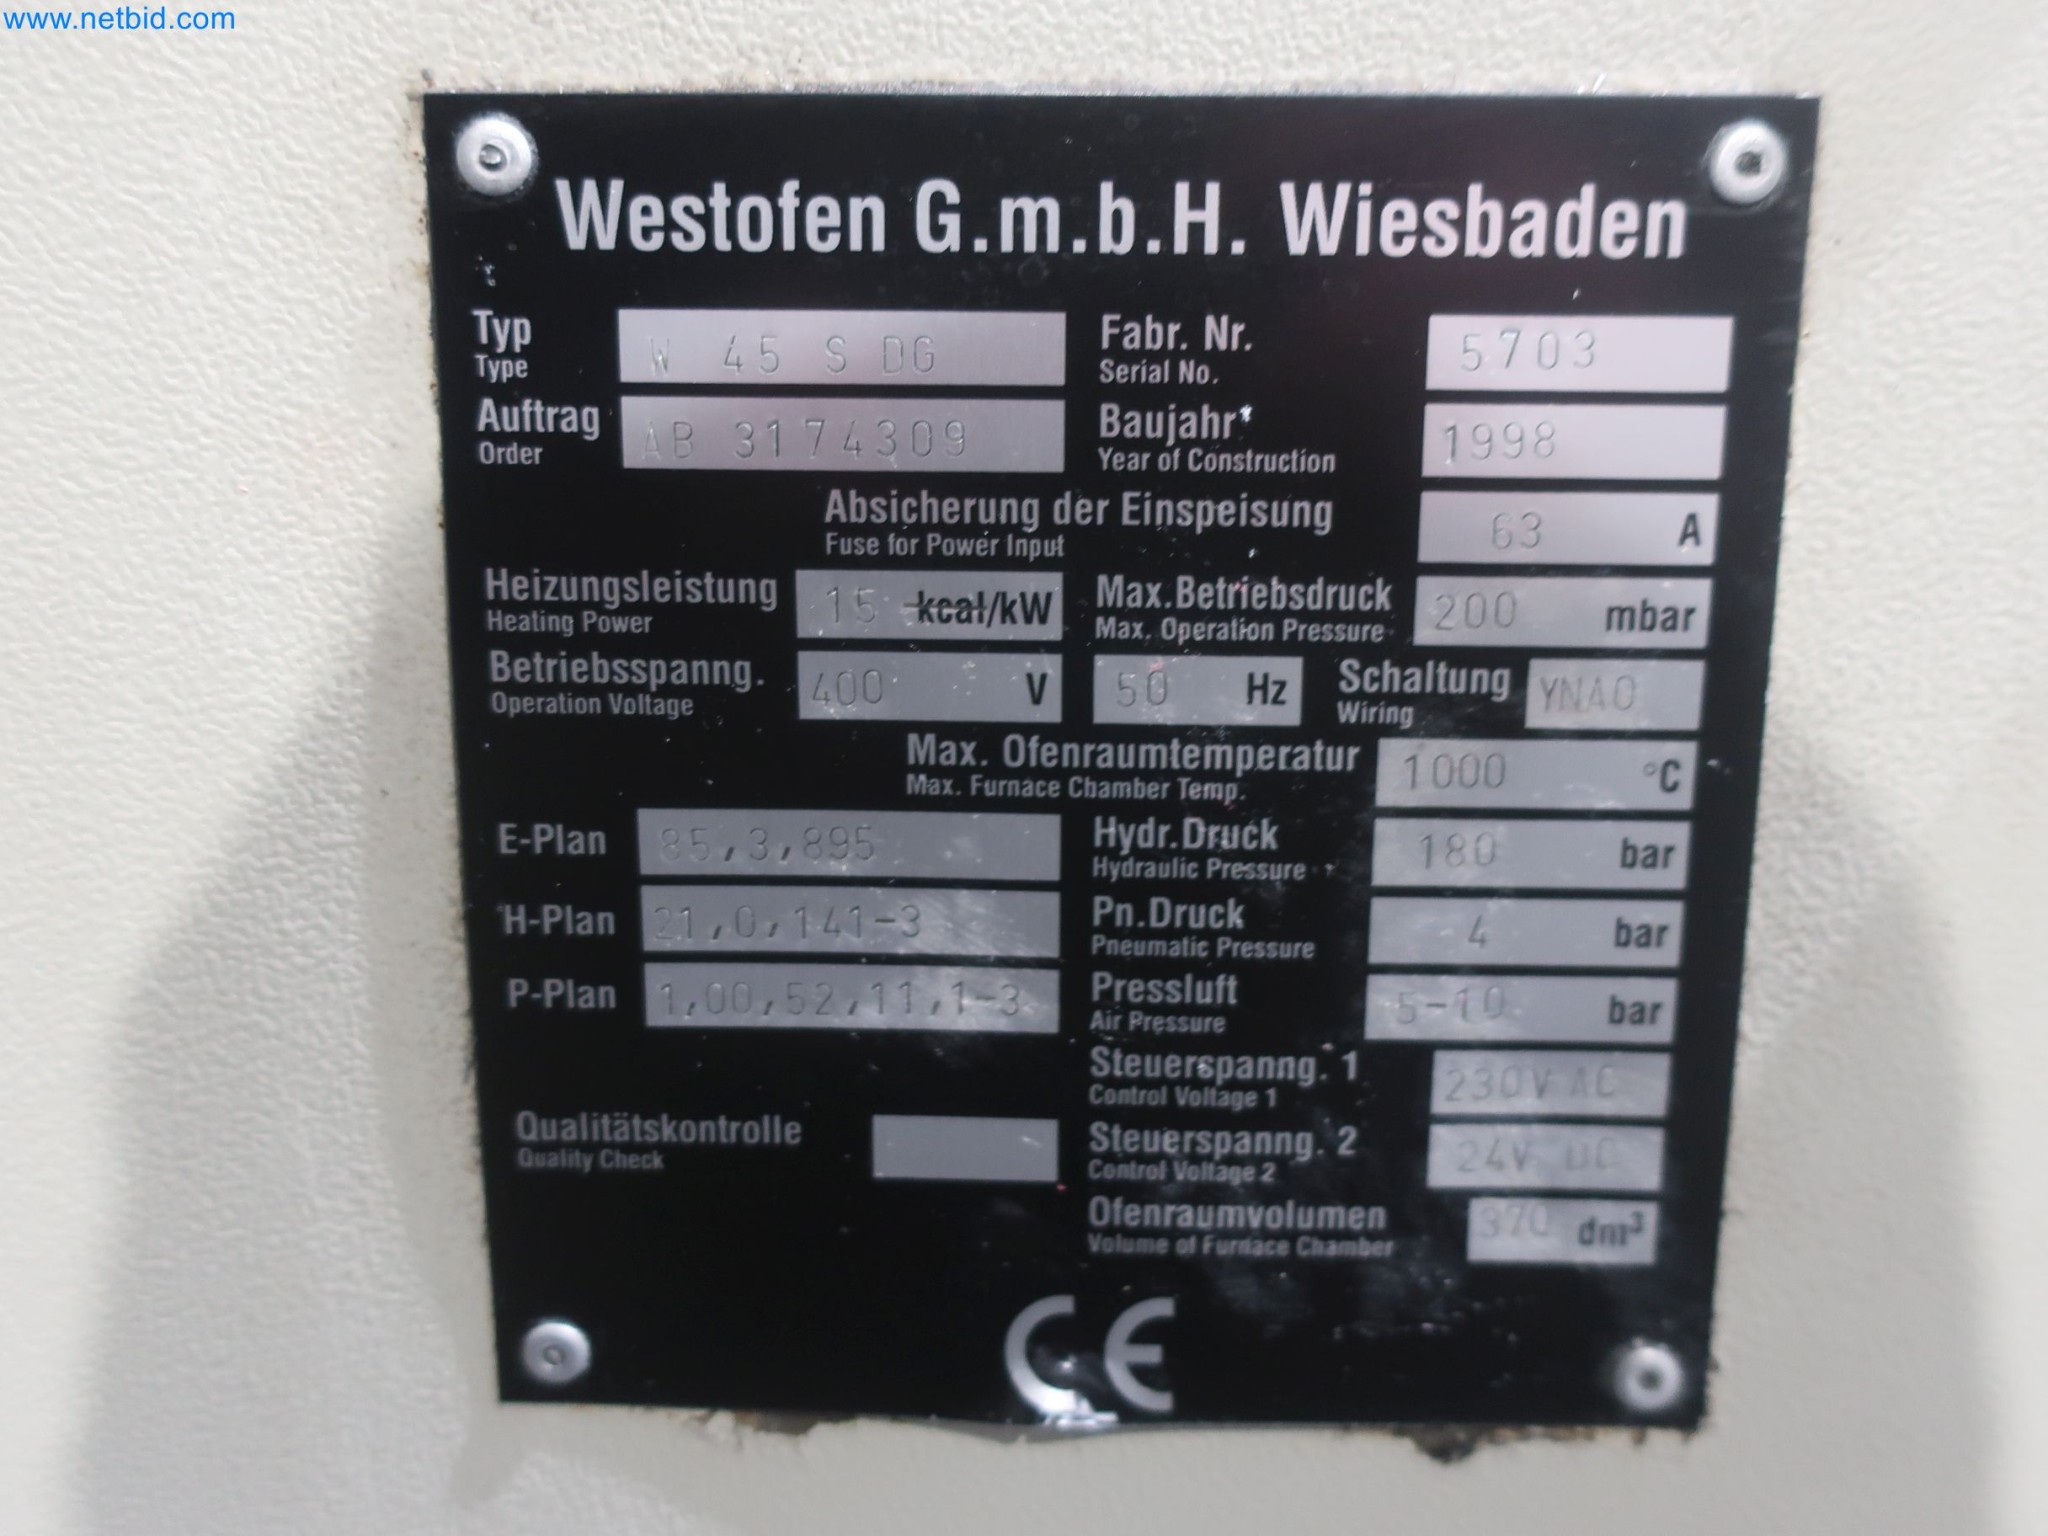 www.netbid.com
Westofen G.m.b.H. Wiesbaden
Typ W 45 S DG Fabr. Nr. 5703
Type Serial No.
Auftrag AB 3174309 Baujahr 1998
Order Year of Construction
Absicherung der Einspeisung 63 A
Fuse for Power Input
Heizungsleistung 15 kcal/kW Max.Betriebsdruck 200 mbar
Heating Power Max. Operation Pressure
Betriebsspanng. 400 V 50 Hz Schaltung YNAO
Operation Voltage Wiring
Max. Ofenraumtemperatur 1000 °C
Max. Furnace Chamber Temp.
E-Plan 85,3,895 Hydr.Druck 180 bar
Hydraulic Pressure
H-Plan 21,0,141-3 Pn.Druck 4 bar
Pneumatic Pressure
P-Plan 1,00,52,11,1-3 Pressluft 5-10 bar
Air Pressure
Steuerspanng. 1 230V AC
Control Voltage 1
Qualitätskontrolle Steuerspanng. 2 24V DC
Quality Check Control Voltage 2
Ofenraumvolumen 370 dm³
Volume of Furnace Chamber
CE